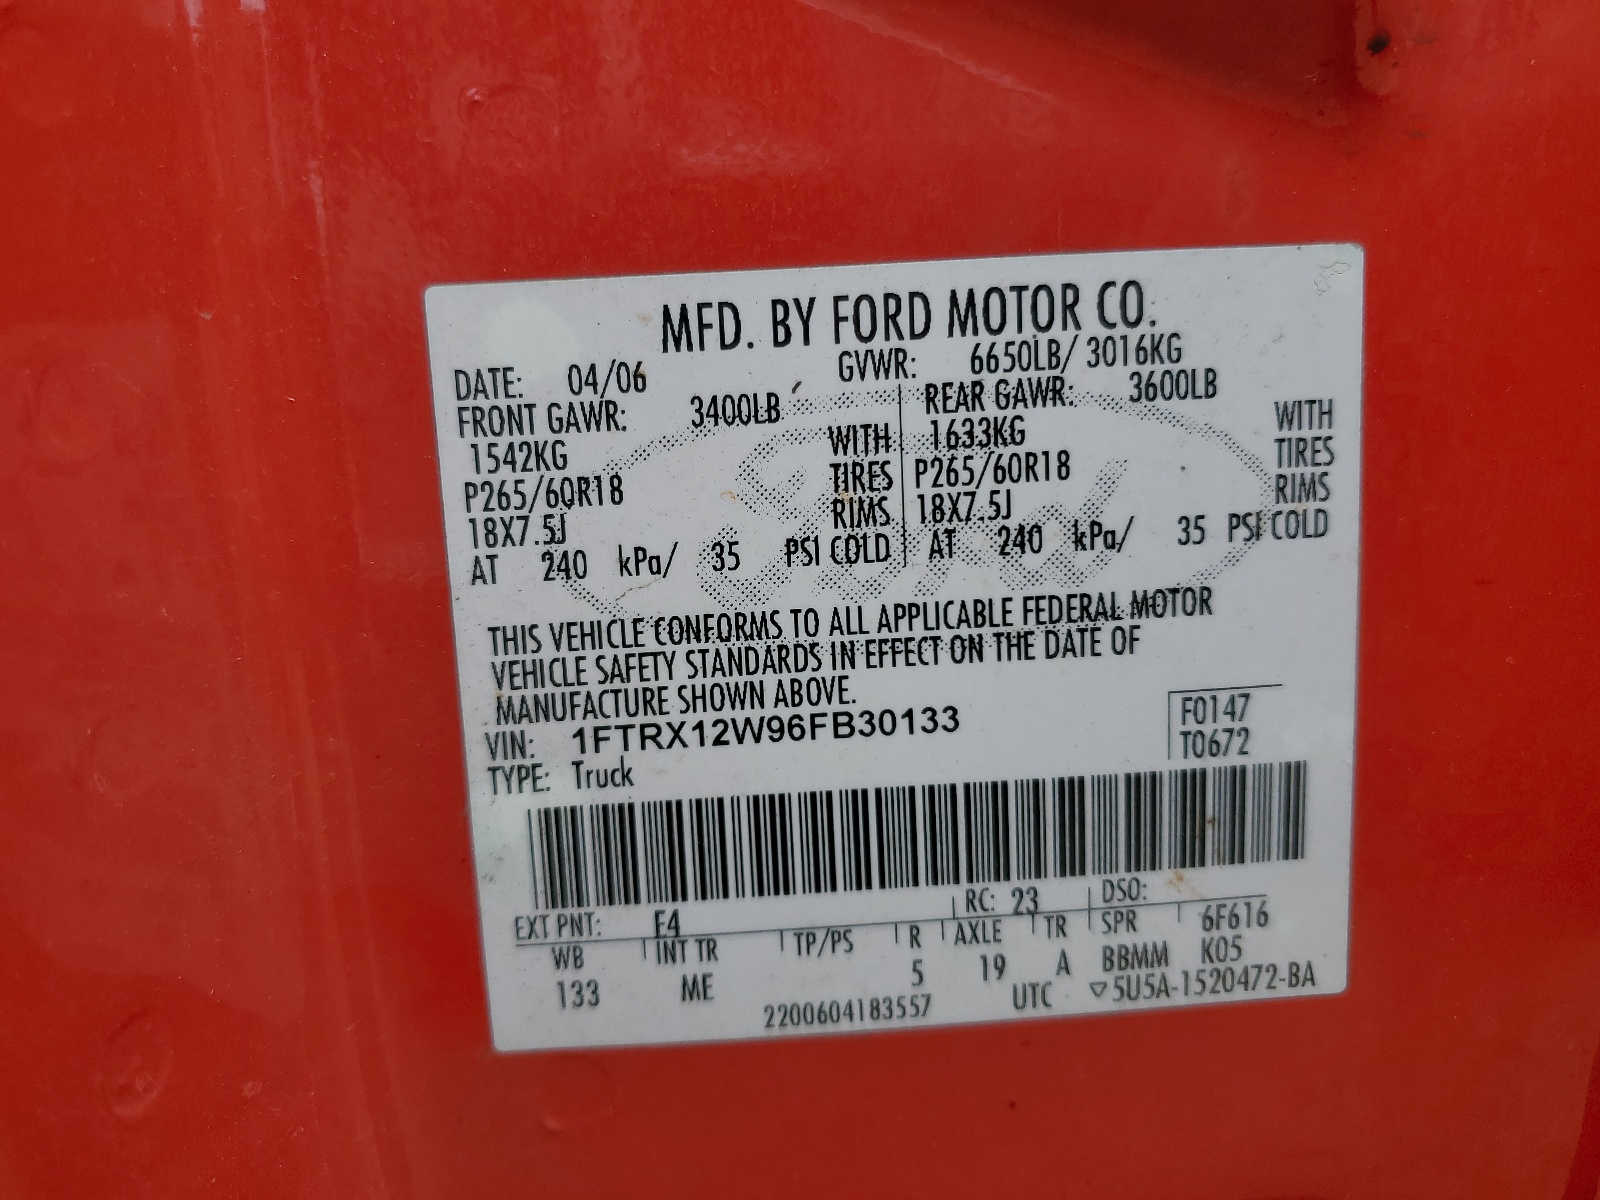 MFD. BY FORD MOTOR CO.
DATE: 04/06 GVWR: 6650LB/ 3016KG
FRONT GAWR: 3400LB REAR GAWR: 3600LB
1542KG WITH 1633KG WITH
P265/60R18 TIRES P265/60R18 TIRES
18X7.5J RIMS 18X7.5J RIMS
AT 240 kPa/ 35 PSI COLD AT 240 kPa/ 35 PSI COLD
THIS VEHICLE CONFORMS TO ALL APPLICABLE FEDERAL MOTOR
VEHICLE SAFETY STANDARDS IN EFFECT ON THE DATE OF
MANUFACTURE SHOWN ABOVE.
VIN: 1FTRX12W96FB30133 F0147
TYPE: Truck T0672
EXT PNT: E4 RC: 23 DSO:
WB INT TR TP/PS R AXLE TR SPR 6F616
133 ME 5 19 A BBMM K05
2200604183557 UTC ▽5U5A-1520472-BA
Ford